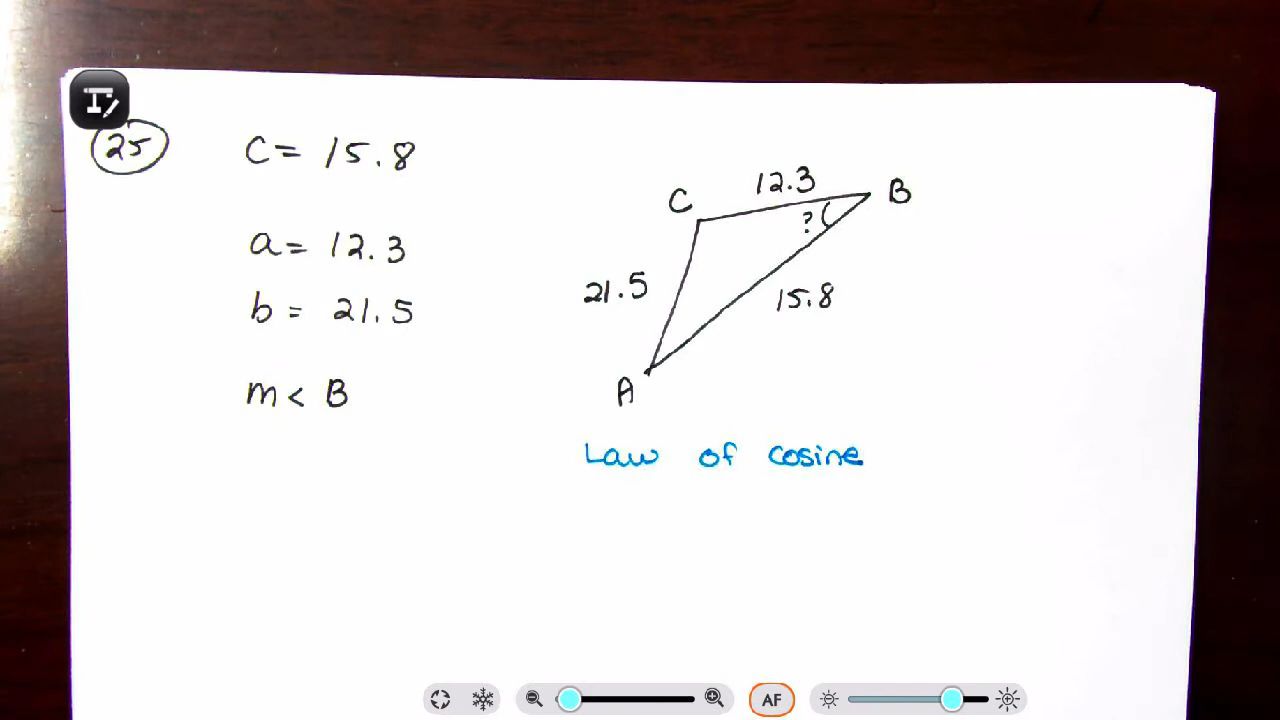 25
c = 15.8
a = 12.3
b = 21.5
m < B
C
12.3
B
?
21.5
15.8
A
Law of cosine
AF